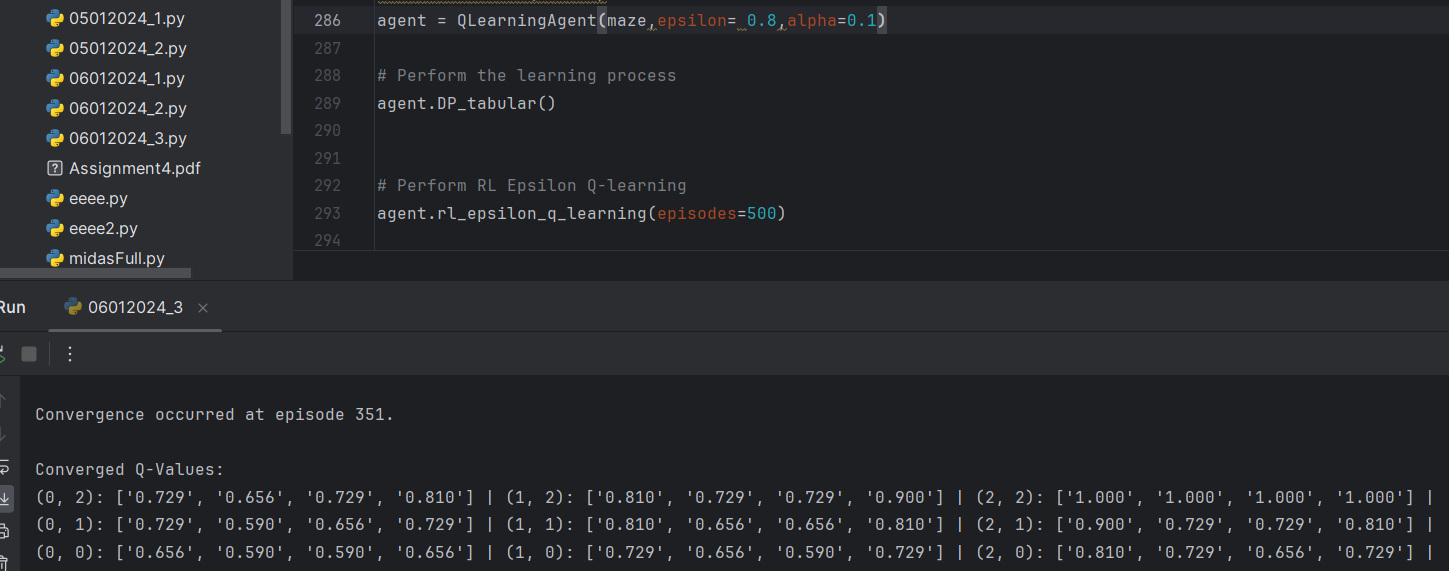 05012024_1.py
05012024_2.py
06012024_1.py
06012024_2.py
06012024_3.py
Assignment4.pdf
eeee.py
eeee2.py
midasFull.py
286 agent = QLearningAgent(maze,epsilon= 0.8,alpha=0.1)
287
288 # Perform the learning process
289 agent.DP_tabular()
290
291
292 # Perform RL Epsilon Q-learning
293 agent.rl_epsilon_q_learning(episodes=500)
294
Run 06012024_3
Convergence occurred at episode 351.
Converged Q-Values:
(0, 2): ['0.729', '0.656', '0.729', '0.810'] | (1, 2): ['0.810', '0.729', '0.729', '0.900'] | (2, 2): ['1.000', '1.000', '1.000', '1.000'] |
(0, 1): ['0.729', '0.590', '0.656', '0.729'] | (1, 1): ['0.810', '0.656', '0.656', '0.810'] | (2, 1): ['0.900', '0.729', '0.729', '0.810'] |
(0, 0): ['0.656', '0.590', '0.590', '0.656'] | (1, 0): ['0.729', '0.656', '0.590', '0.729'] | (2, 0): ['0.810', '0.729', '0.656', '0.729'] |